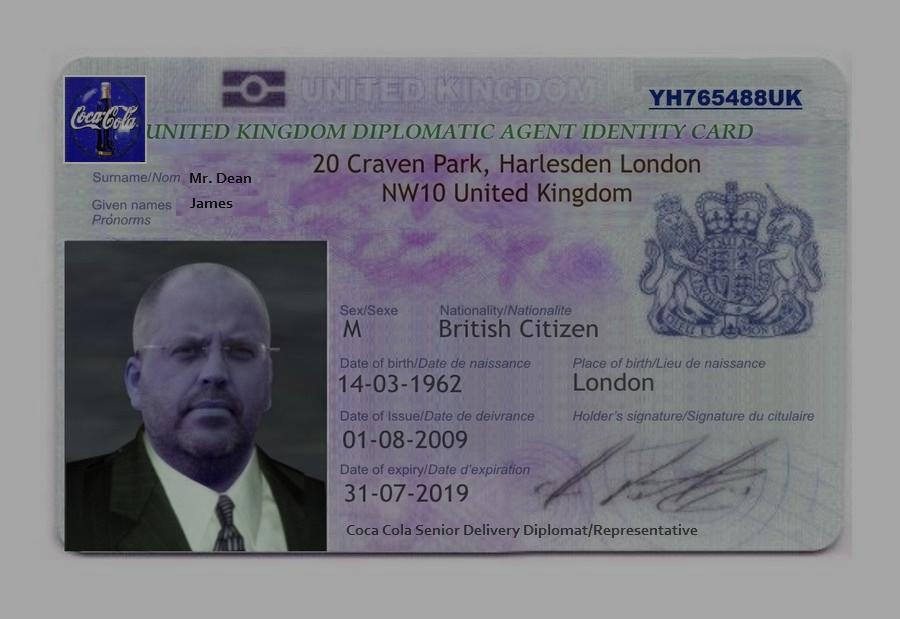 UNITED KINGDOM
YH765488UK
Coca-Cola
UNITED KINGDOM DIPLOMATIC AGENT IDENTITY CARD
20 Craven Park, Harlesden London
NW10 United Kingdom
Surname/Nom Mr. Dean
Given names James
Prónorms
Sex/Sexe Nationality/Nationalite
M British Citizen
Date of birth/Date de naissance Place of birth/Lieu de naissance
14-03-1962 London
Date of Issue/Date de deivrance Holder's signature/Signature du citulaire
01-08-2009
Date of expiry/Date d'expiration
31-07-2019
Coca Cola Senior Delivery Diplomat/Representative